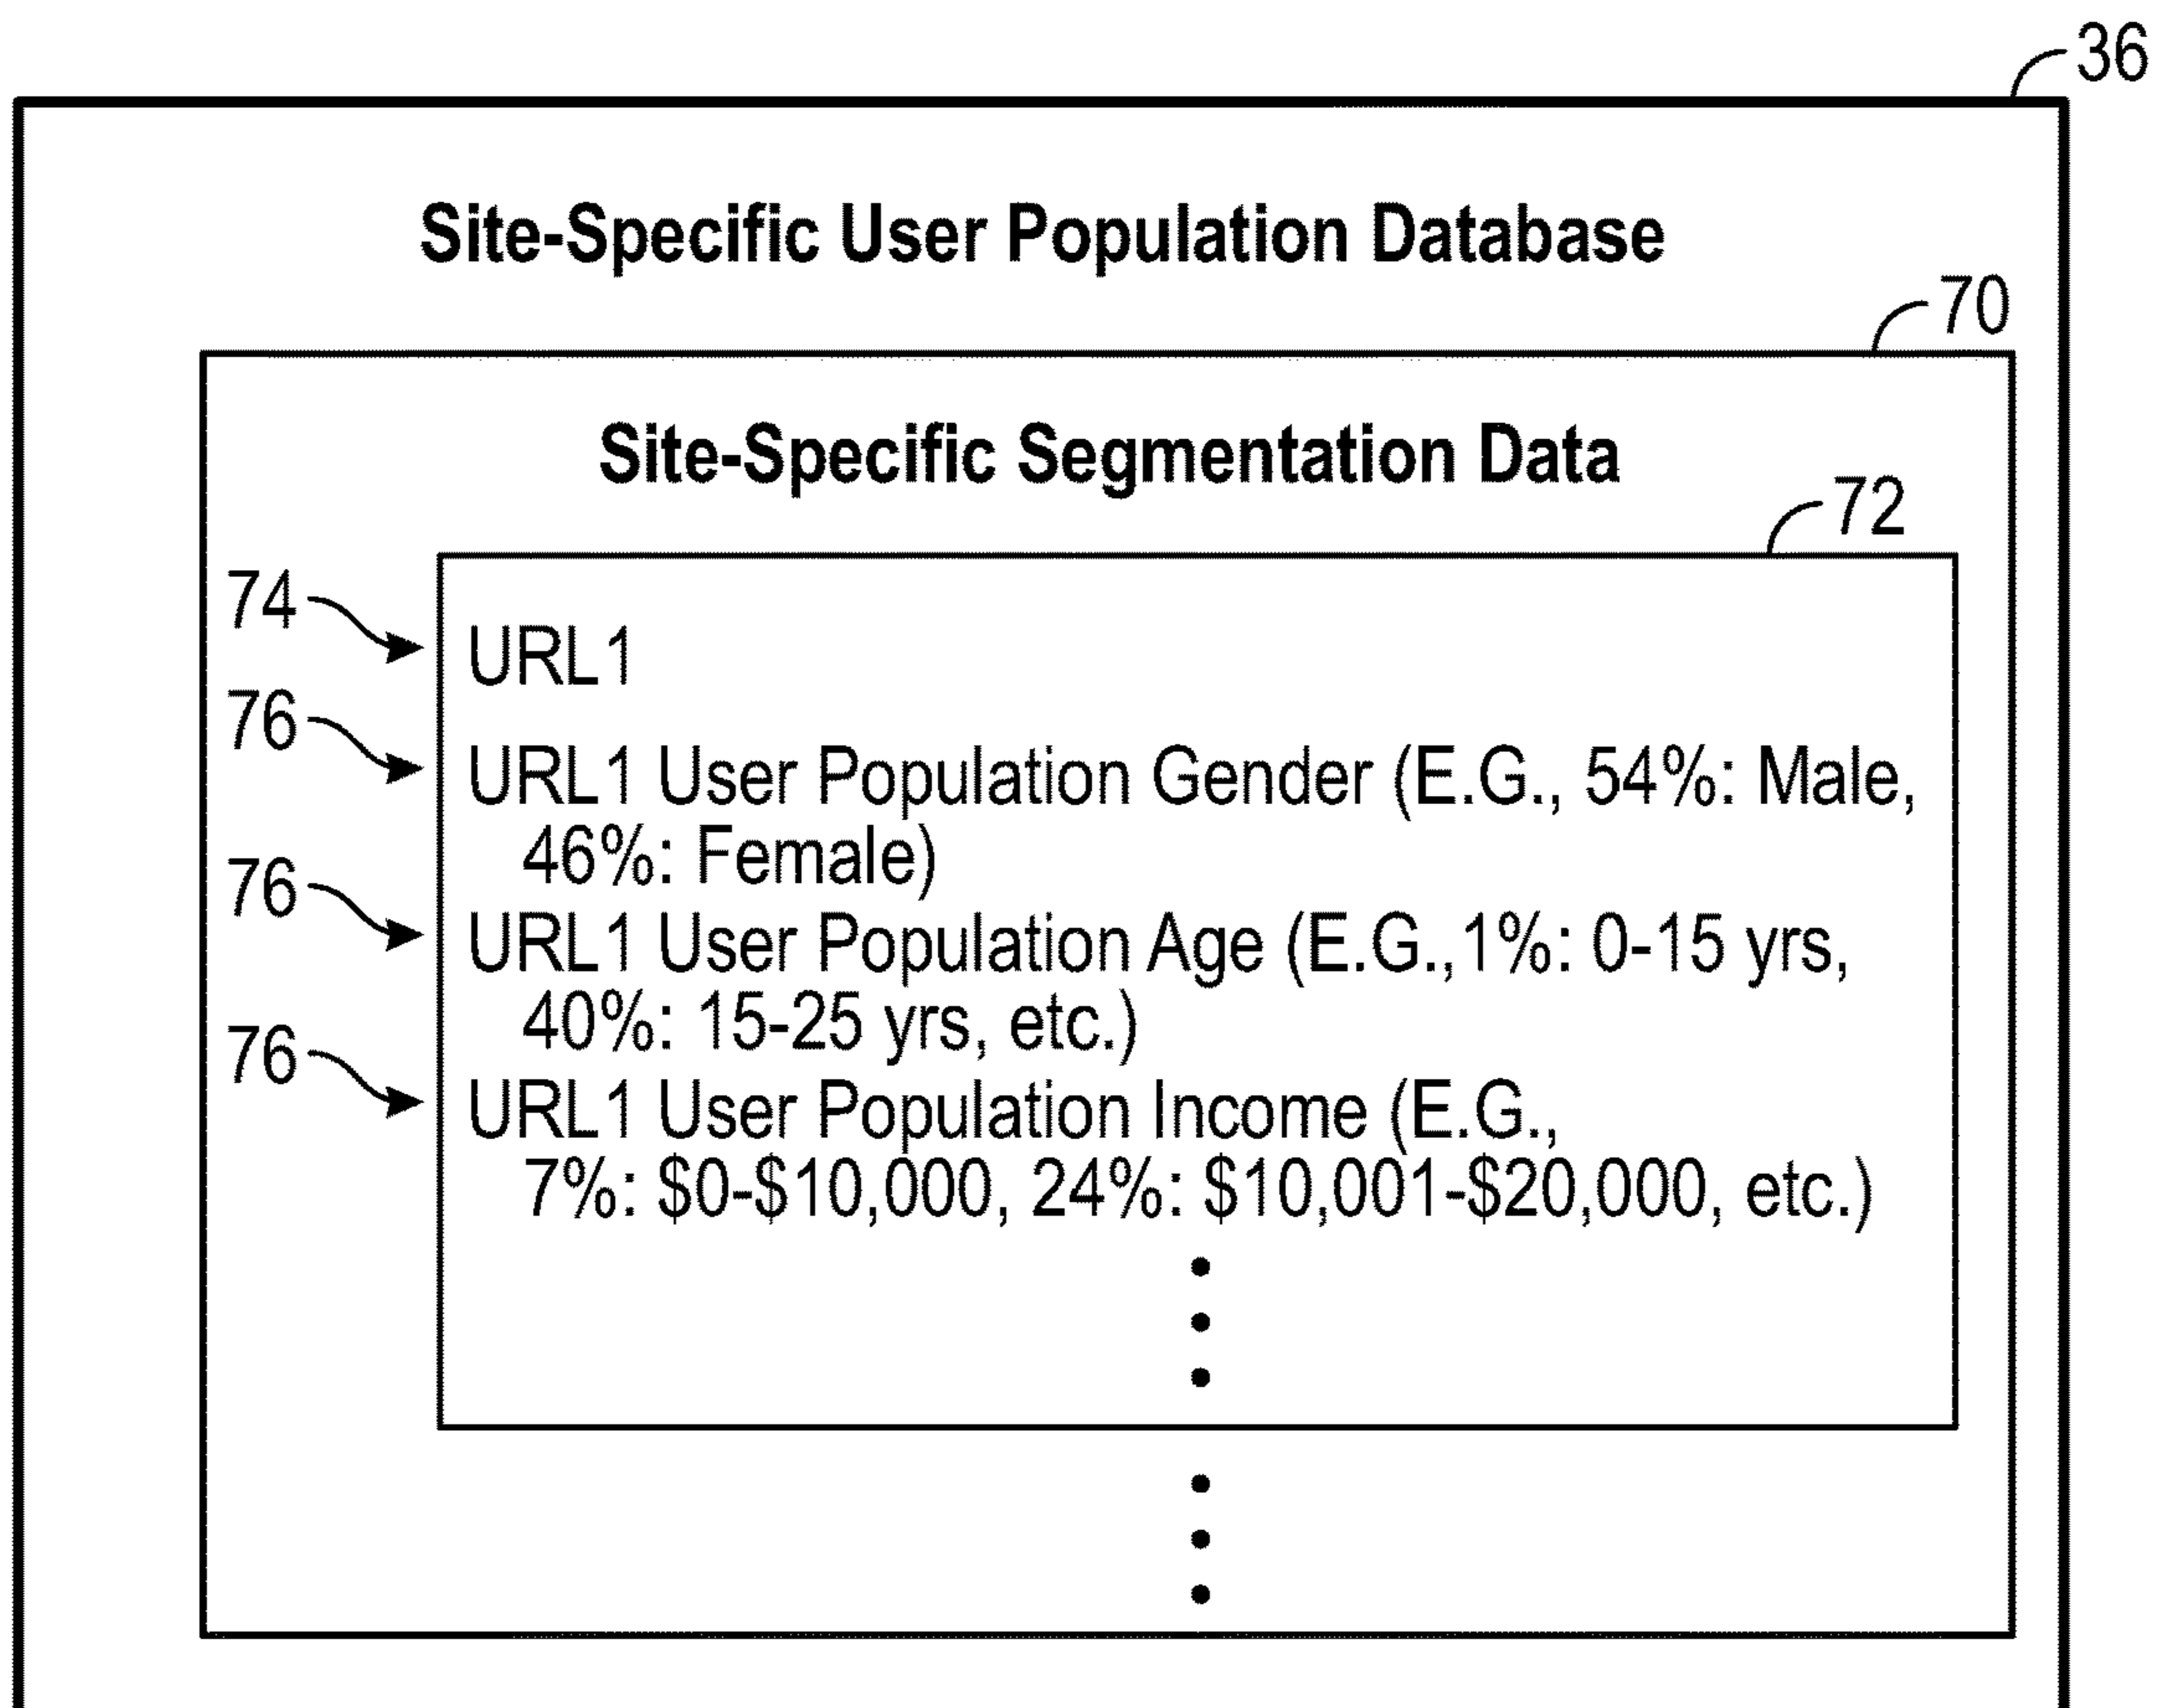 36
Site-Specific User Population Database
70
Site-Specific Segmentation Data
72
74
URL1
76
URL1 User Population Gender (E.G., 54%: Male,
46%: Female)
76
URL1 User Population Age (E.G.,1%: 0-15 yrs,
40%: 15-25 yrs, etc.)
76
URL1 User Population Income (E.G.,
7%: $0-$10,000, 24%: $10,001-$20,000, etc.)